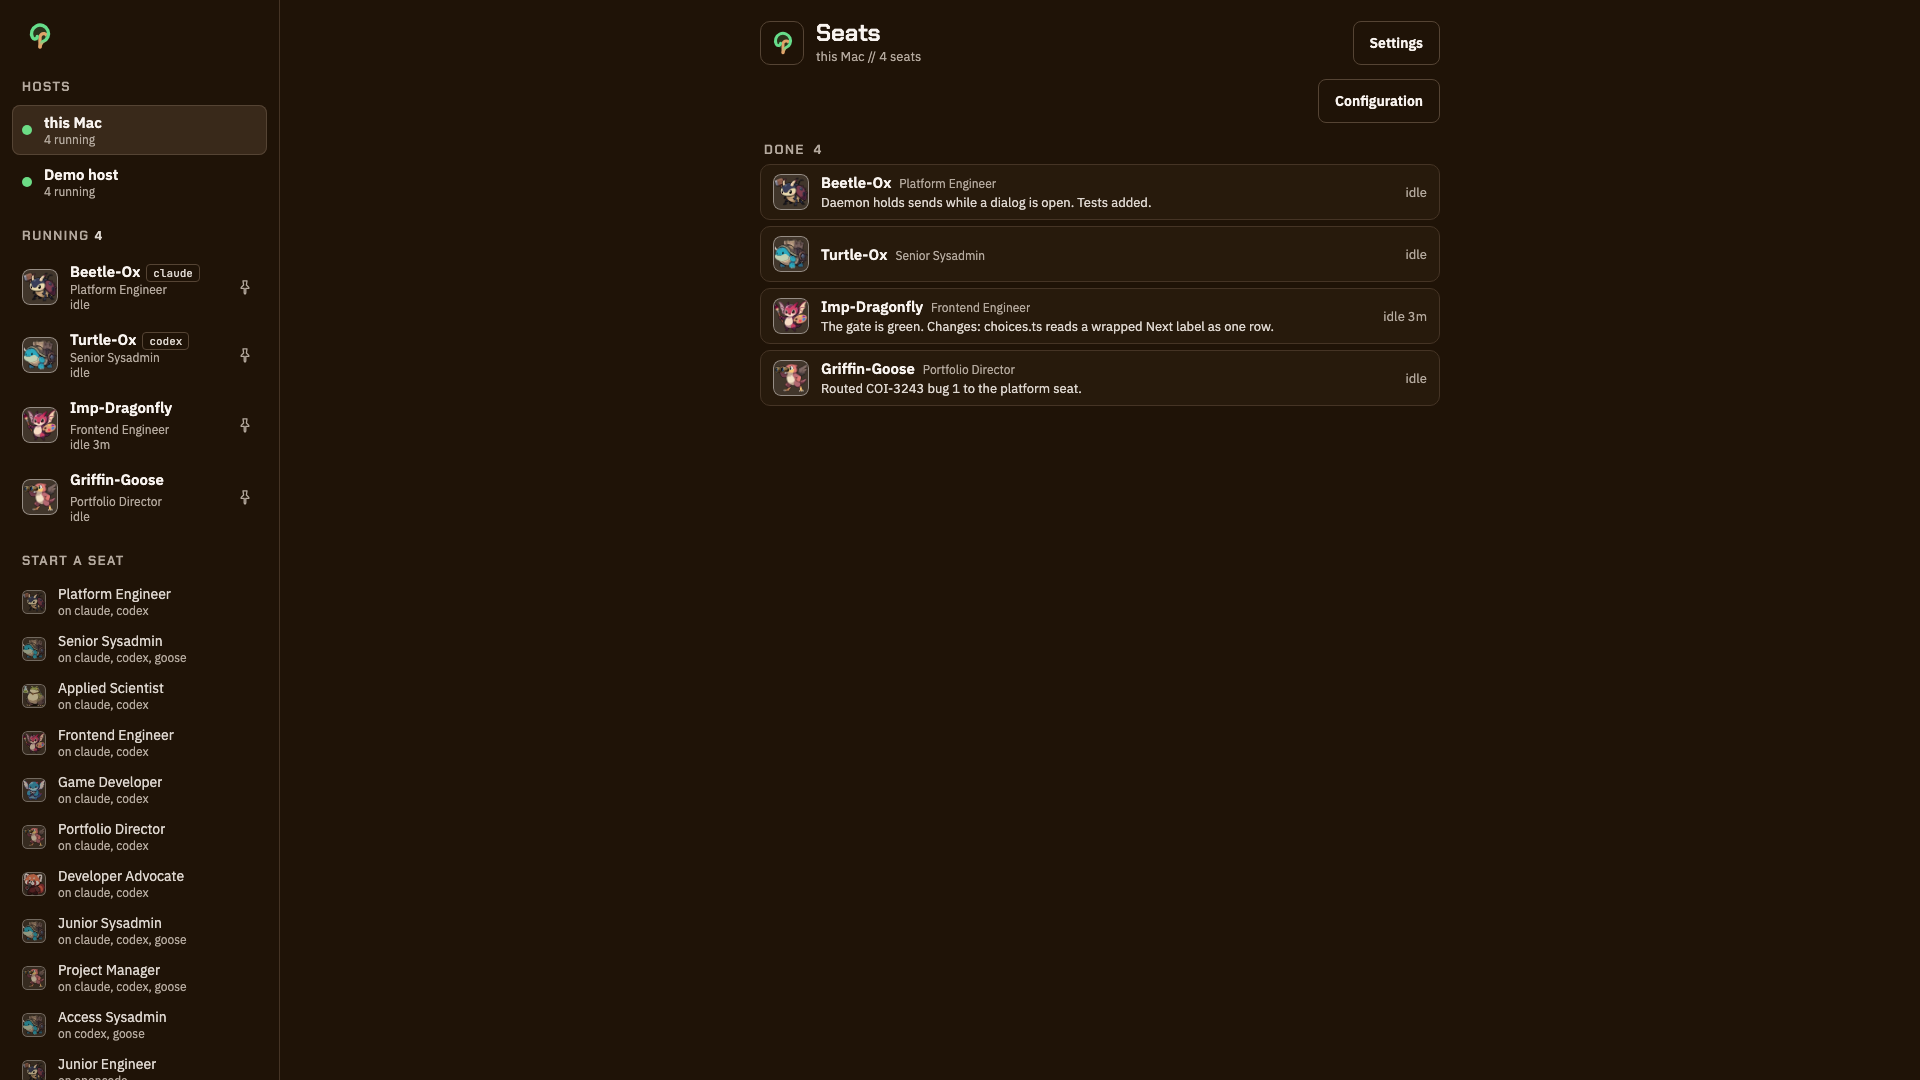 HOSTS
this Mac
4 running
Demo host
4 running
RUNNING 4
Beetle-Ox claude
Platform Engineer
idle
Turtle-Ox codex
Senior Sysadmin
idle
Imp-Dragonfly
Frontend Engineer
idle 3m
Griffin-Goose
Portfolio Director
idle
START A SEAT
Platform Engineer
on claude, codex
Senior Sysadmin
on claude, codex, goose
Applied Scientist
on claude, codex
Frontend Engineer
on claude, codex
Game Developer
on claude, codex
Portfolio Director
on claude, codex
Developer Advocate
on claude, codex
Junior Sysadmin
on claude, codex, goose
Project Manager
on claude, codex, goose
Access Sysadmin
on codex, goose
Junior Engineer
Seats
this Mac // 4 seats
Settings
Configuration
DONE 4
Beetle-Ox Platform Engineer
Daemon holds sends while a dialog is open. Tests added.
idle
Turtle-Ox Senior Sysadmin
idle
Imp-Dragonfly Frontend Engineer
The gate is green. Changes: choices.ts reads a wrapped Next label as one row.
idle 3m
Griffin-Goose Portfolio Director
Routed COI-3243 bug 1 to the platform seat.
idle